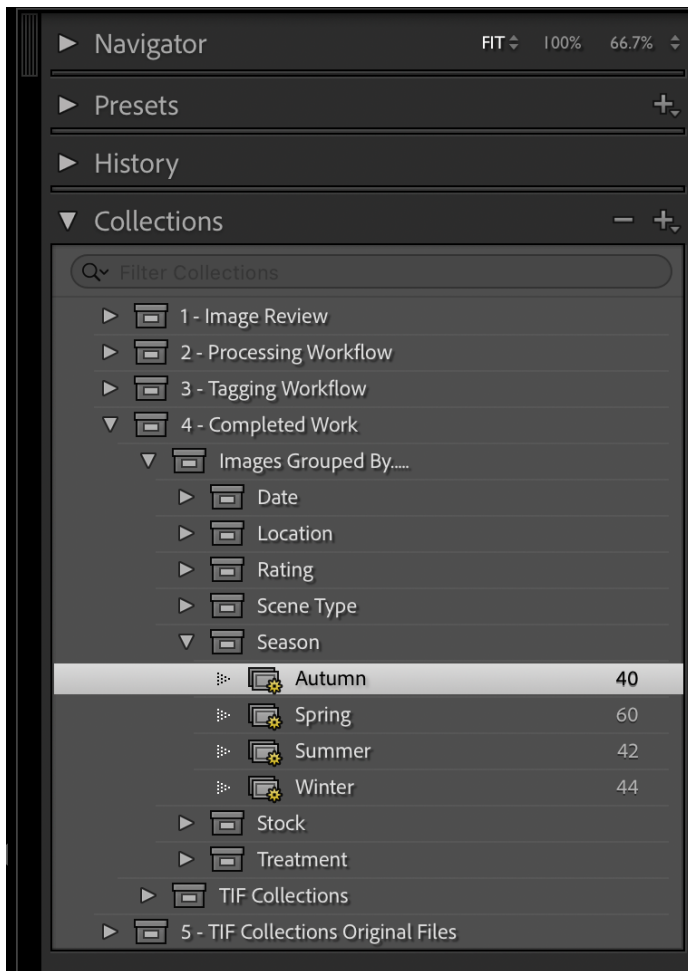 Navigator FIT 100% 66.7%
Presets
History
Collections
Filter Collections
1 - Image Review
2 - Processing Workflow
3 - Tagging Workflow
4 - Completed Work
Images Grouped By.....
Date
Location
Rating
Scene Type
Season
Autumn 40
Spring 60
Summer 42
Winter 44
Stock
Treatment
TIF Collections
5 - TIF Collections Original Files